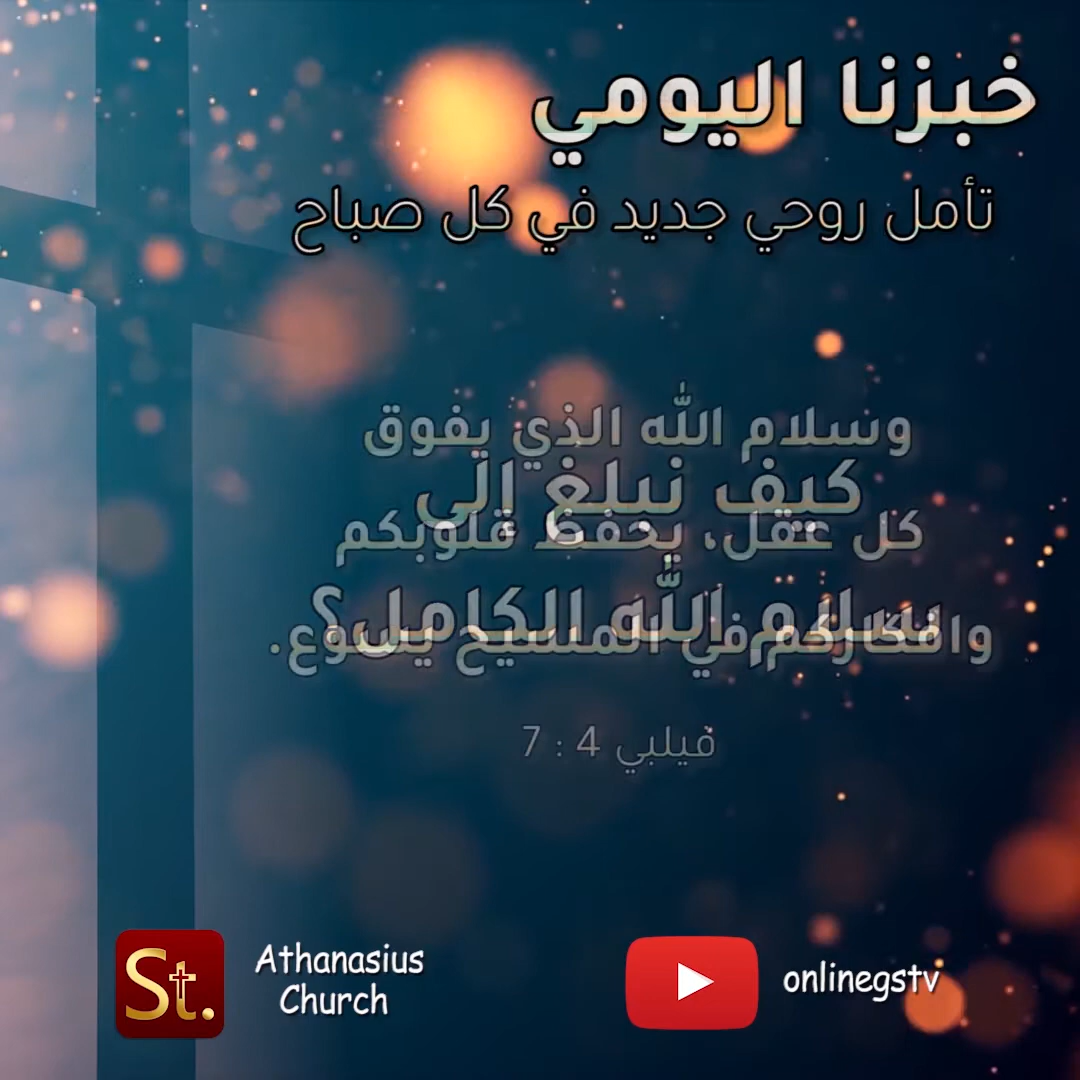 خبزنا اليومي
تأمل روحي جديد في كل صباح
وسلام الله الذي يفوق
كيف نبلغ إلى
كل عقل، يحفظ قلوبكم
سلام الله الكامل؟
وافكاركم في المسيح يسوع.
فيلبي 4 : 7
St.
Athanasius
Church
onlinegstv